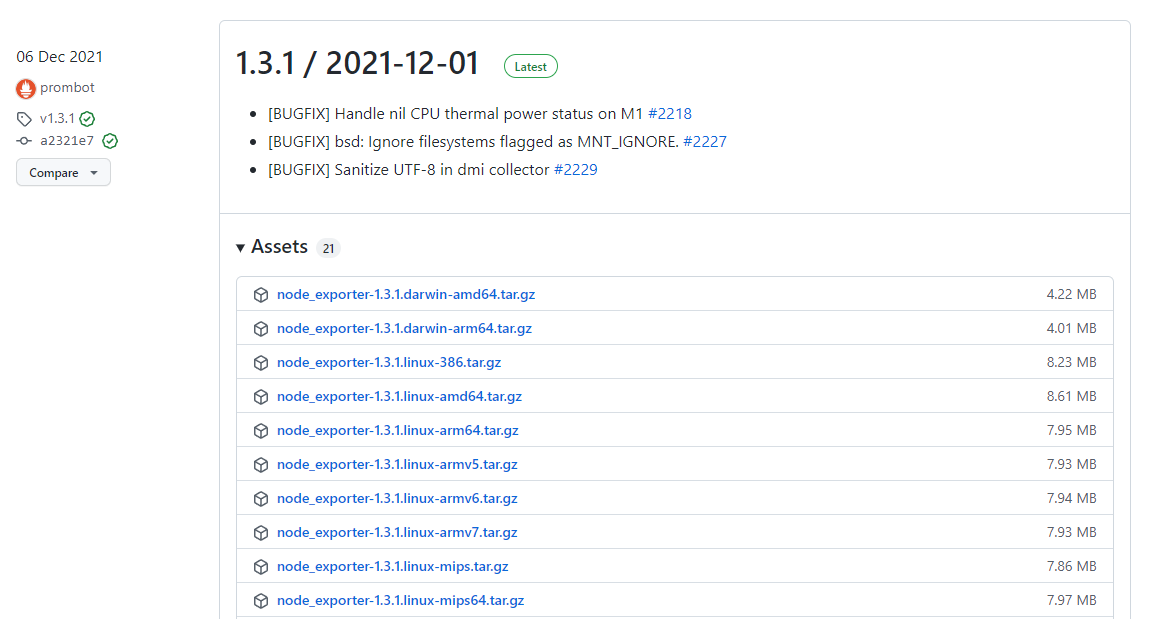 06 Dec 2021
prombot
v1.3.1
a2321e7
Compare
1.3.1 / 2021-12-01 Latest
[BUGFIX] Handle nil CPU thermal power status on M1 #2218
[BUGFIX] bsd: Ignore filesystems flagged as MNT_IGNORE. #2227
[BUGFIX] Sanitize UTF-8 in dmi collector #2229
Assets 21
node_exporter-1.3.1.darwin-amd64.tar.gz 4.22 MB
node_exporter-1.3.1.darwin-arm64.tar.gz 4.01 MB
node_exporter-1.3.1.linux-386.tar.gz 8.23 MB
node_exporter-1.3.1.linux-amd64.tar.gz 8.61 MB
node_exporter-1.3.1.linux-arm64.tar.gz 7.95 MB
node_exporter-1.3.1.linux-armv5.tar.gz 7.93 MB
node_exporter-1.3.1.linux-armv6.tar.gz 7.94 MB
node_exporter-1.3.1.linux-armv7.tar.gz 7.93 MB
node_exporter-1.3.1.linux-mips.tar.gz 7.86 MB
node_exporter-1.3.1.linux-mips64.tar.gz 7.97 MB